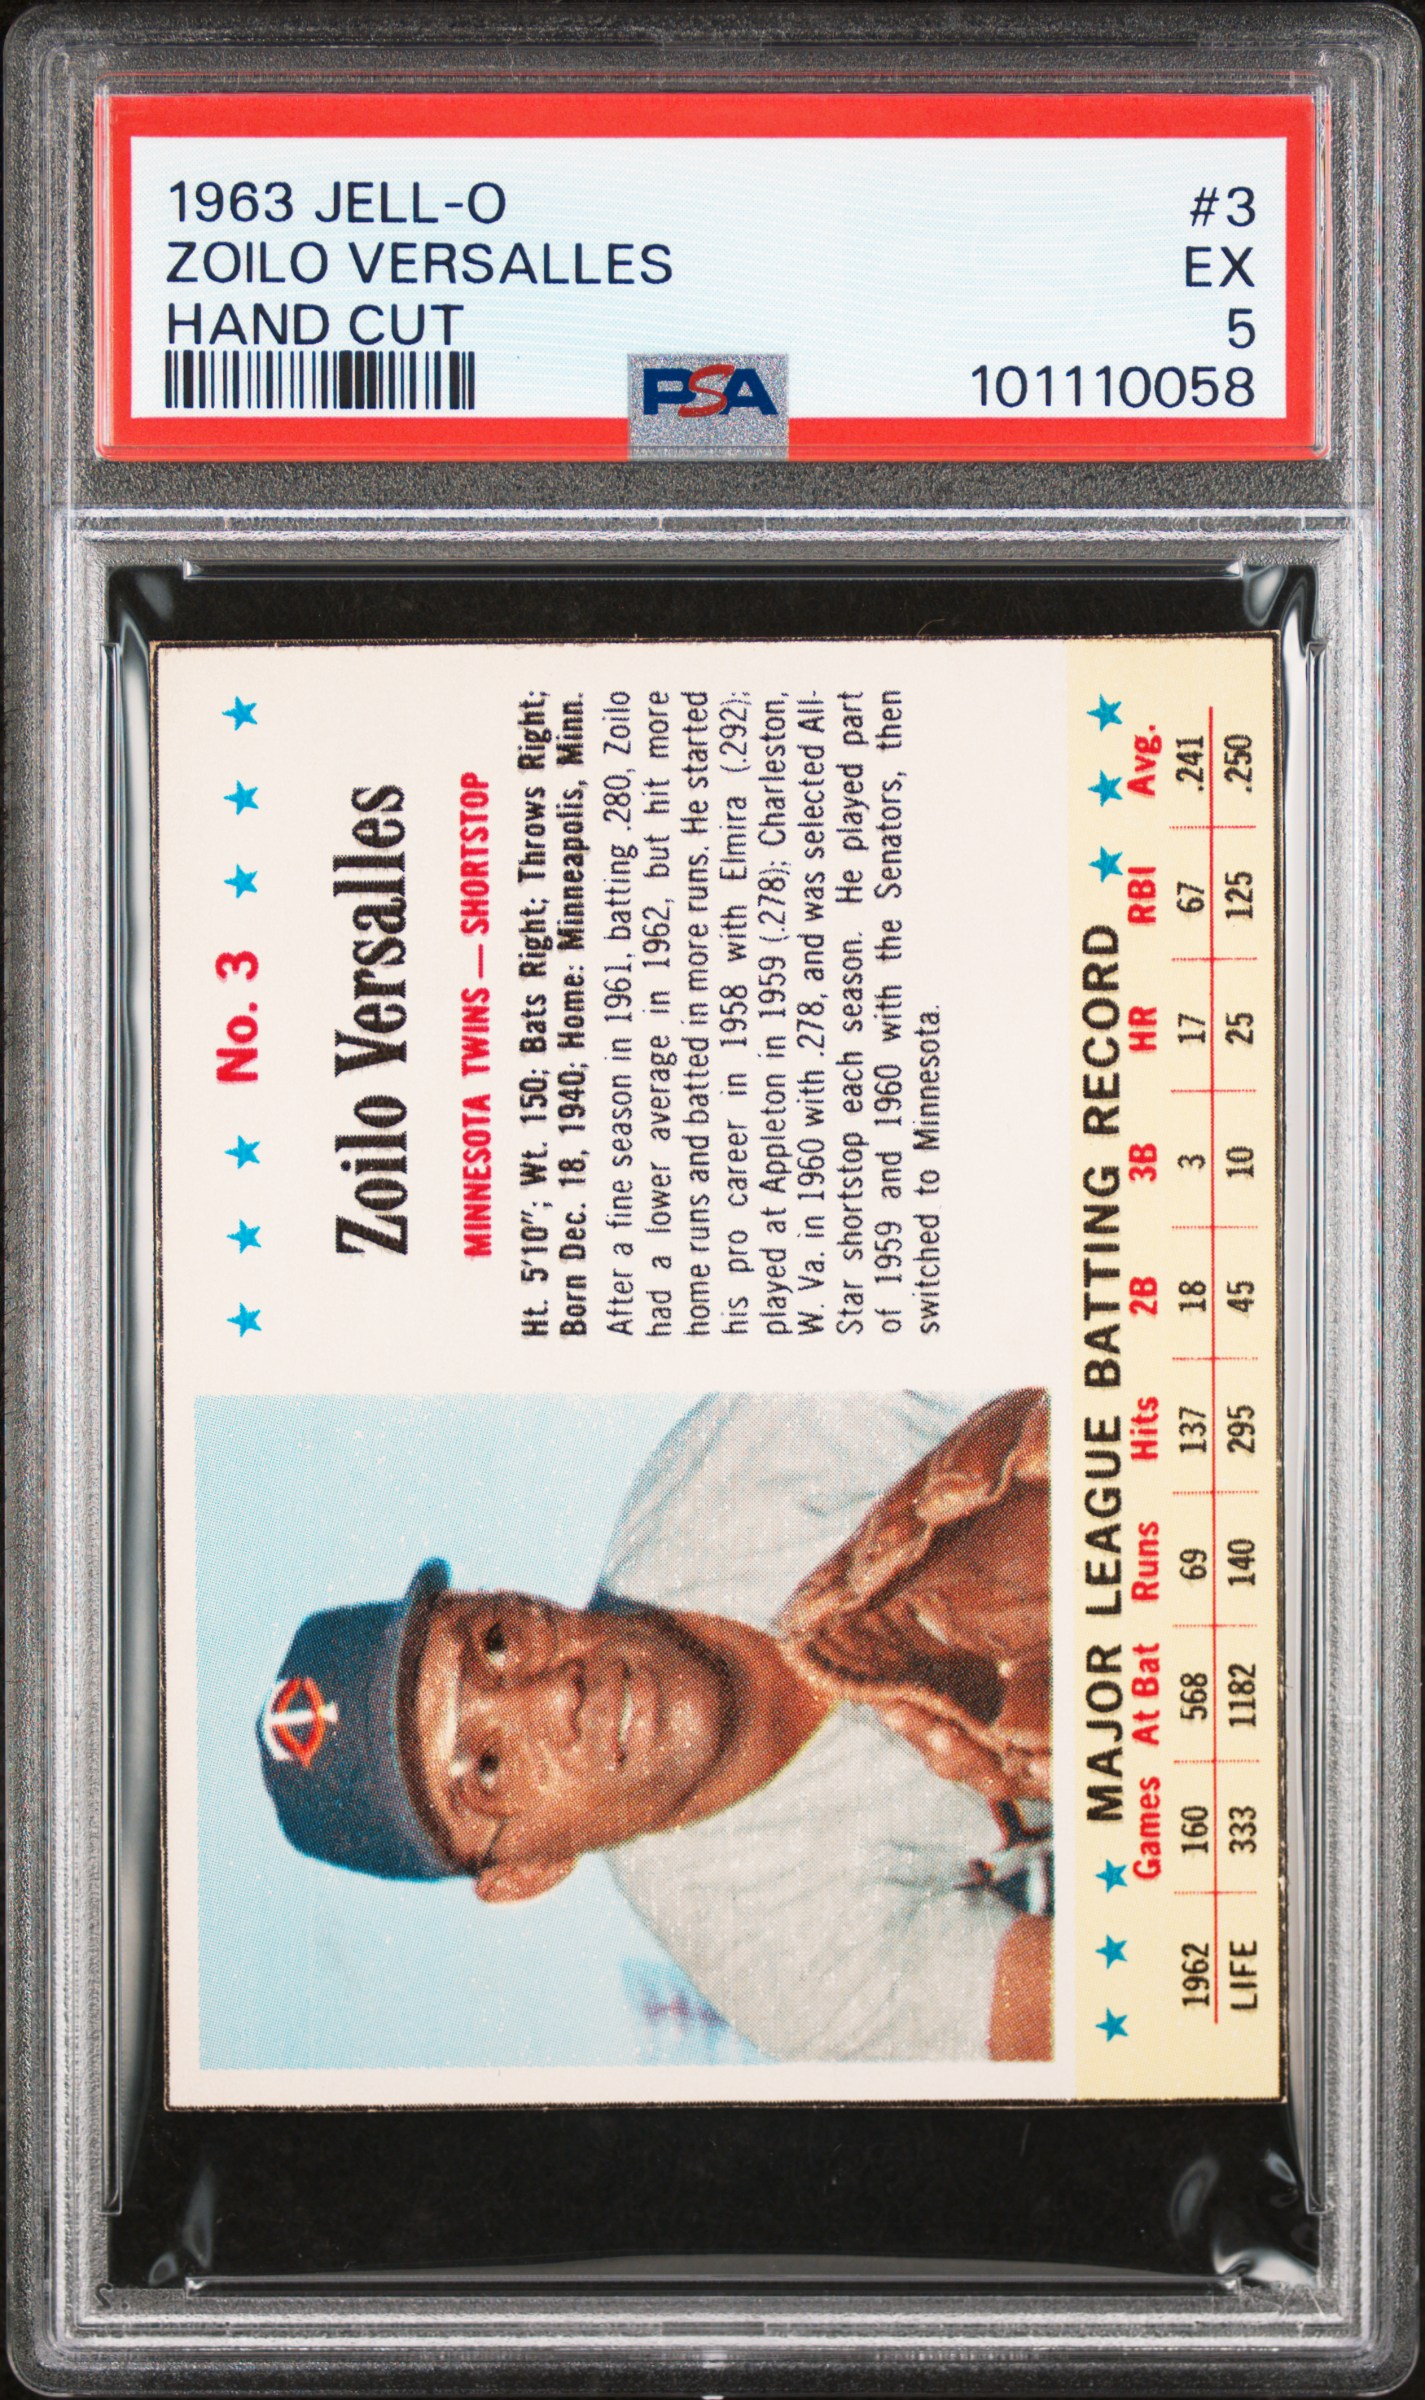 1963 JELL-O #3
ZOILO VERSALLES EX
HAND CUT 5
PSA 101110058
No. 3
Zoilo Versalles
MINNESOTA TWINS — SHORTSTOP
Ht. 5'10"; Wt. 150; Bats Right; Throws Right;
Born Dec. 18, 1940; Home: Minneapolis, Minn.
After a fine season in 1961, batting .280, Zoilo
had a lower average in 1962, but hit more
home runs and batted in more runs. He started
his pro career in 1958 with Elmira (.292);
played at Appleton in 1959 (.278); Charleston,
W. Va. in 1960 with .278, and was selected All-
Star shortstop each season. He played part
of 1959 and 1960 with the Senators, then
switched to Minnesota.
TC
MAJOR LEAGUE BATTING RECORD
Games At Bat Runs Hits 2B 3B HR RBI Avg.
1962 160 568 69 137 18 3 17 67 .241
LIFE 333 1182 140 295 45 10 25 125 .250